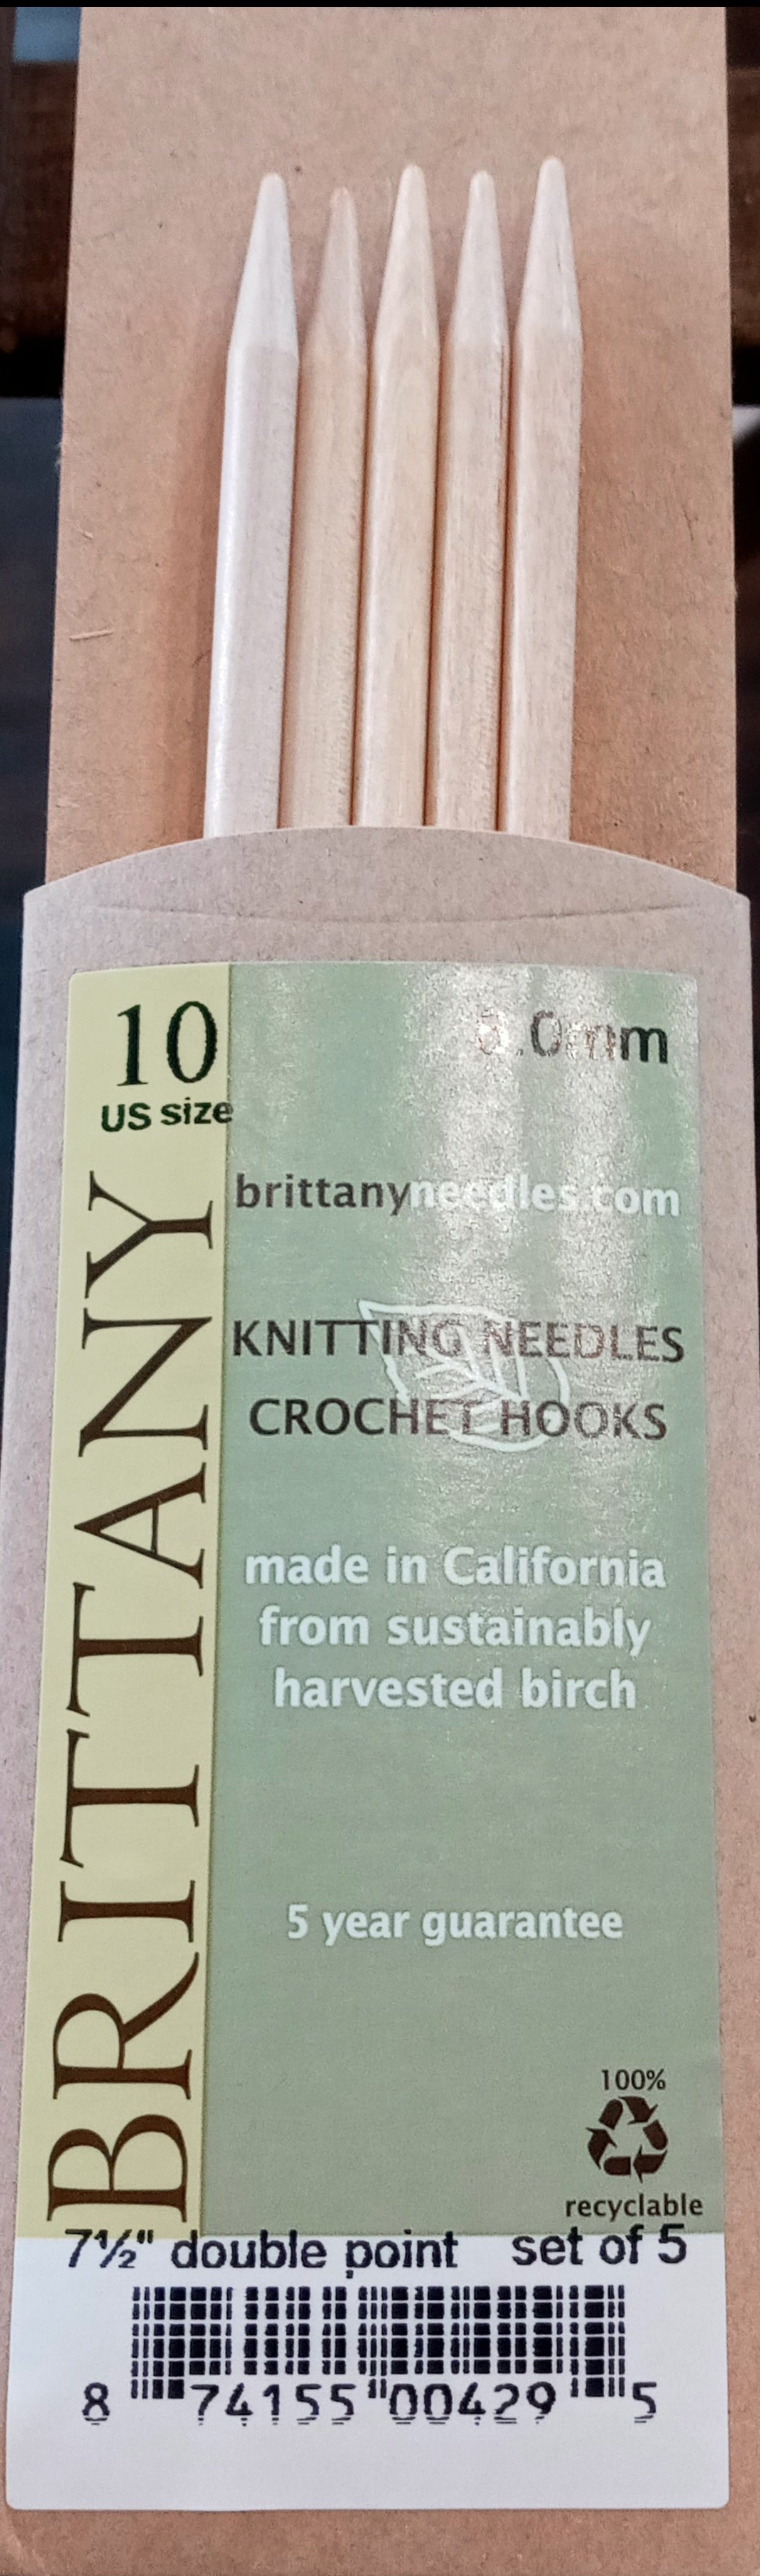 10
US size
.0mm
BRITTANY
brittanyneedles.com
KNITTING NEEDLES
CROCHET HOOKS
made in California
from sustainably
harvested birch
5 year guarantee
100%
recyclable
7½" double point set of 5
8 74155 00429 5